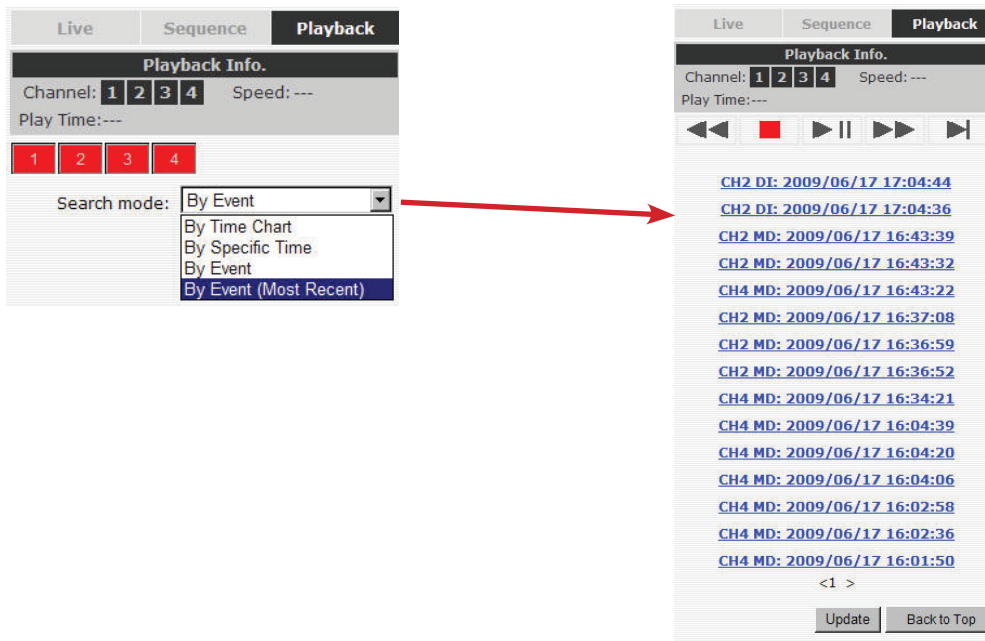 Live Sequence Playback
Playback Info.
Channel: 1 2 3 4 Speed: ---
Play Time:---
1 2 3 4
Search mode: By Event
By Time Chart
By Specific Time
By Event
By Event (Most Recent)
Live Sequence Playback
Playback Info.
Channel: 1 2 3 4 Speed: ---
Play Time:---
CH2 DI: 2009/06/17 17:04:44
CH2 DI: 2009/06/17 17:04:36
CH2 MD: 2009/06/17 16:43:39
CH2 MD: 2009/06/17 16:43:32
CH4 MD: 2009/06/17 16:43:22
CH2 MD: 2009/06/17 16:37:08
CH2 MD: 2009/06/17 16:36:59
CH2 MD: 2009/06/17 16:36:52
CH4 MD: 2009/06/17 16:34:21
CH4 MD: 2009/06/17 16:04:39
CH4 MD: 2009/06/17 16:04:20
CH4 MD: 2009/06/17 16:04:06
CH4 MD: 2009/06/17 16:02:58
CH4 MD: 2009/06/17 16:02:36
CH4 MD: 2009/06/17 16:01:50
<1 >
Update Back to Top